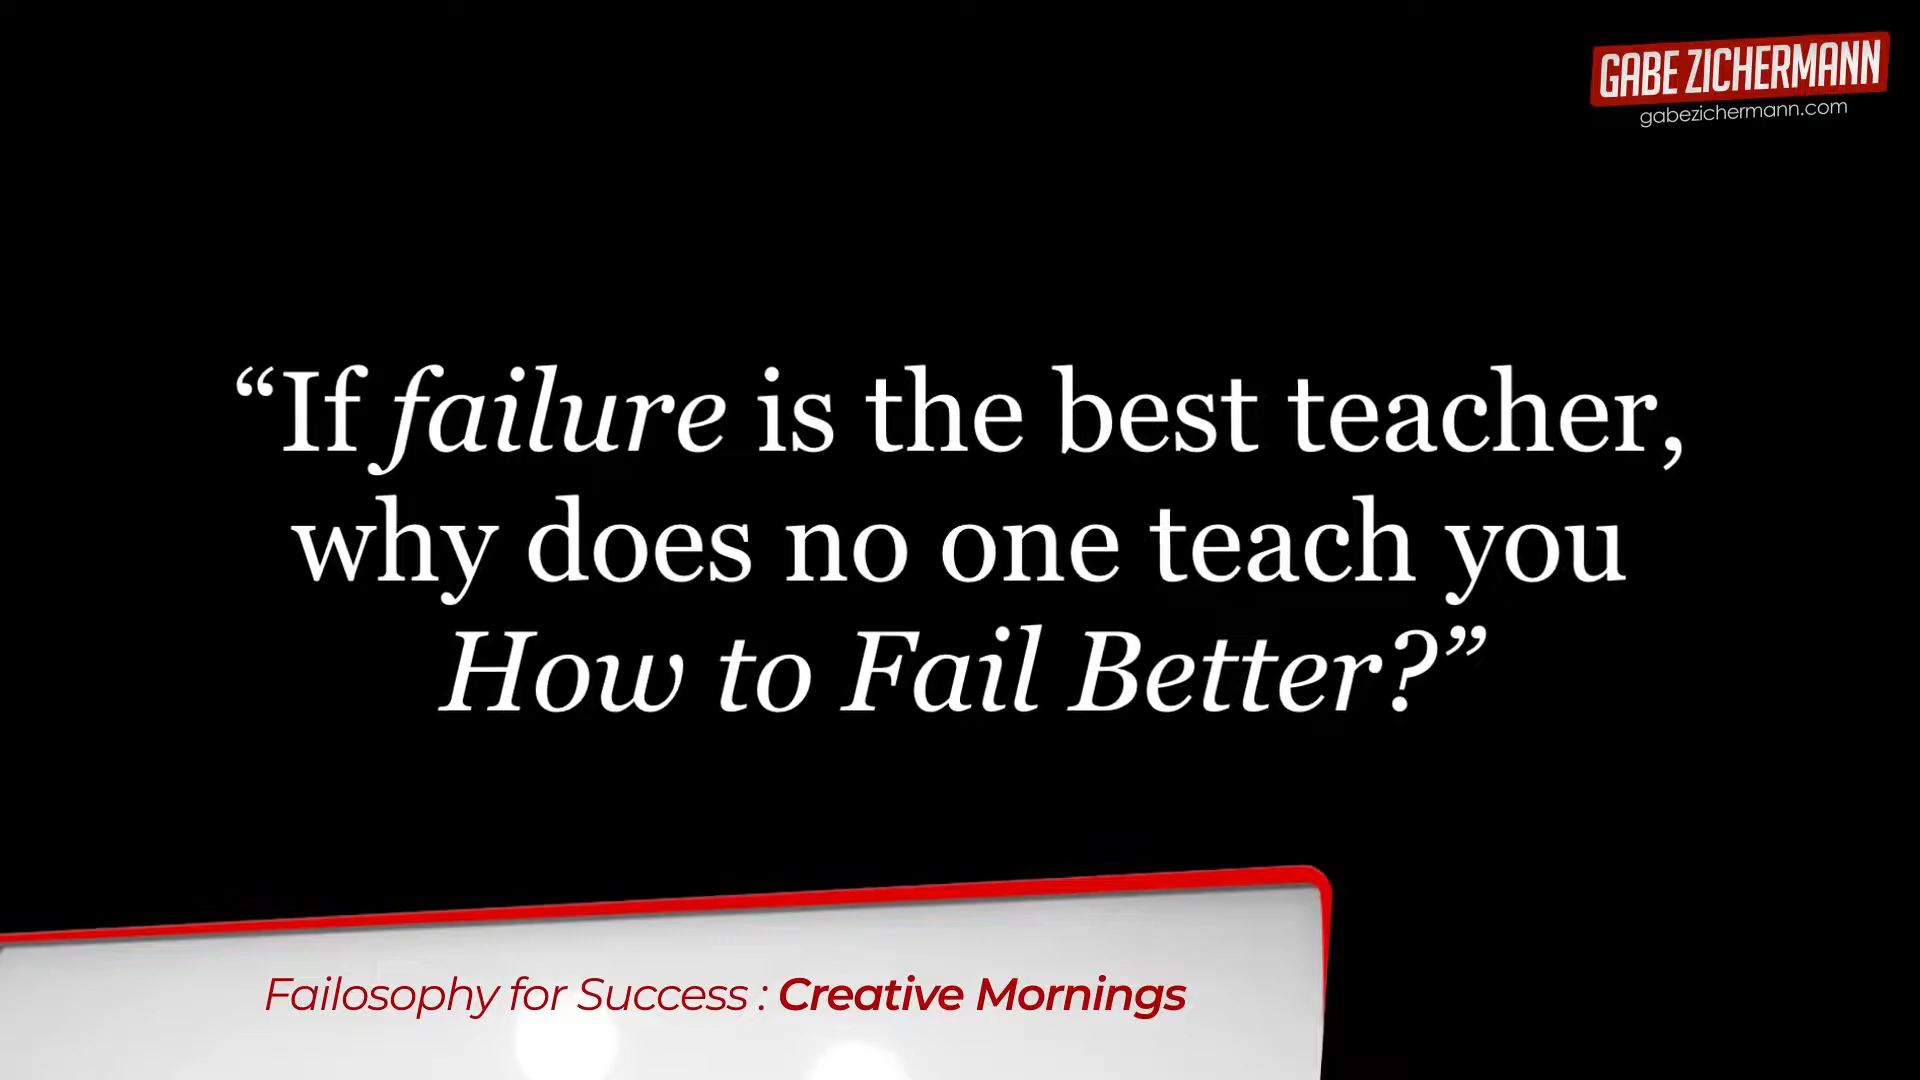 GABE ZICHERMANN
gabezichermann.com
“If failure is the best teacher,
why does no one teach you
How to Fail Better?”
Failosophy for Success : Creative Mornings